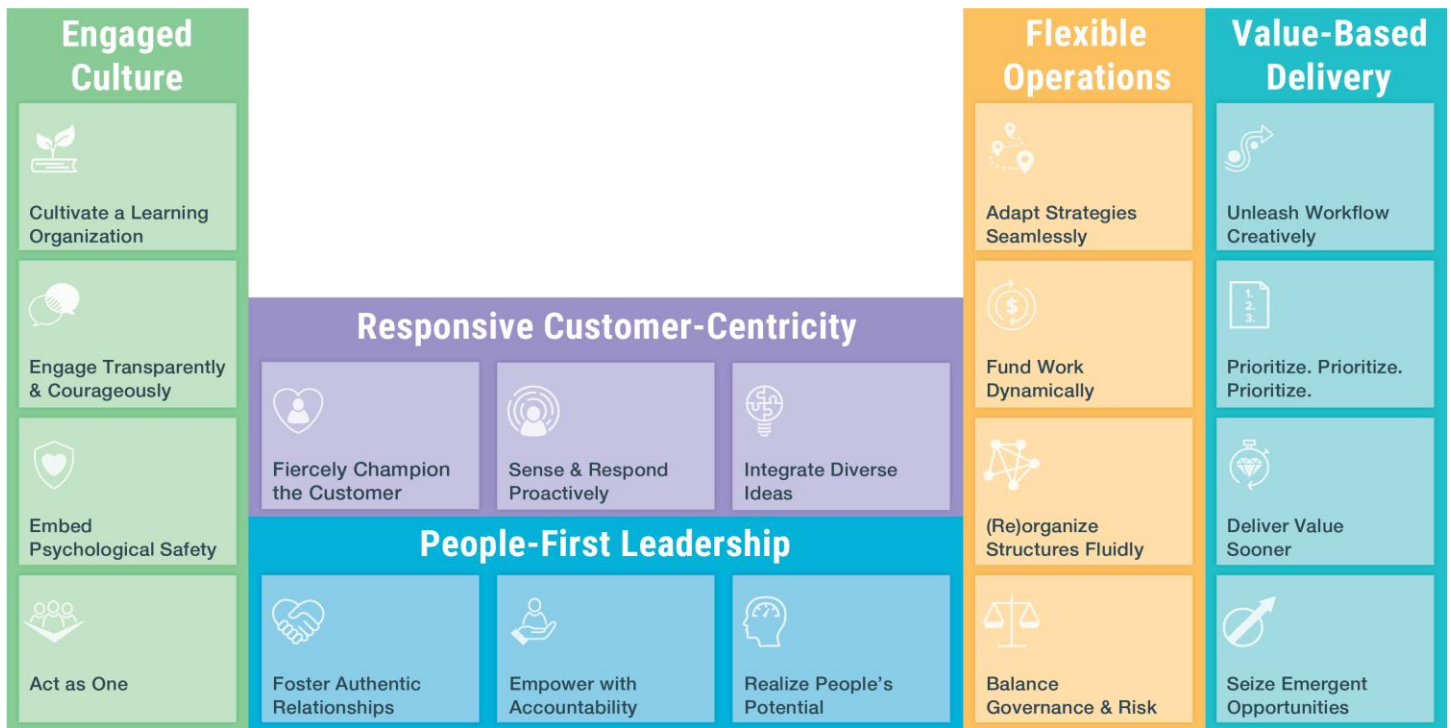 Engaged
Culture
Cultivate a Learning
Organization
Engage Transparently
& Courageously
Embed
Psychological Safety
Act as One
Responsive Customer-Centricity
Fiercely Champion
the Customer
Sense & Respond
Proactively
Integrate Diverse
Ideas
People-First Leadership
Foster Authentic
Relationships
Empower with
Accountability
Realize People’s
Potential
Flexible
Operations
Adapt Strategies
Seamlessly
$
Fund Work
Dynamically
(Re)organize
Structures Fluidly
Balance
Governance & Risk
Value-Based
Delivery
Unleash Workflow
Creatively
1.
2.
3.
Prioritize. Prioritize.
Prioritize.
Deliver Value
Sooner
Seize Emergent
Opportunities